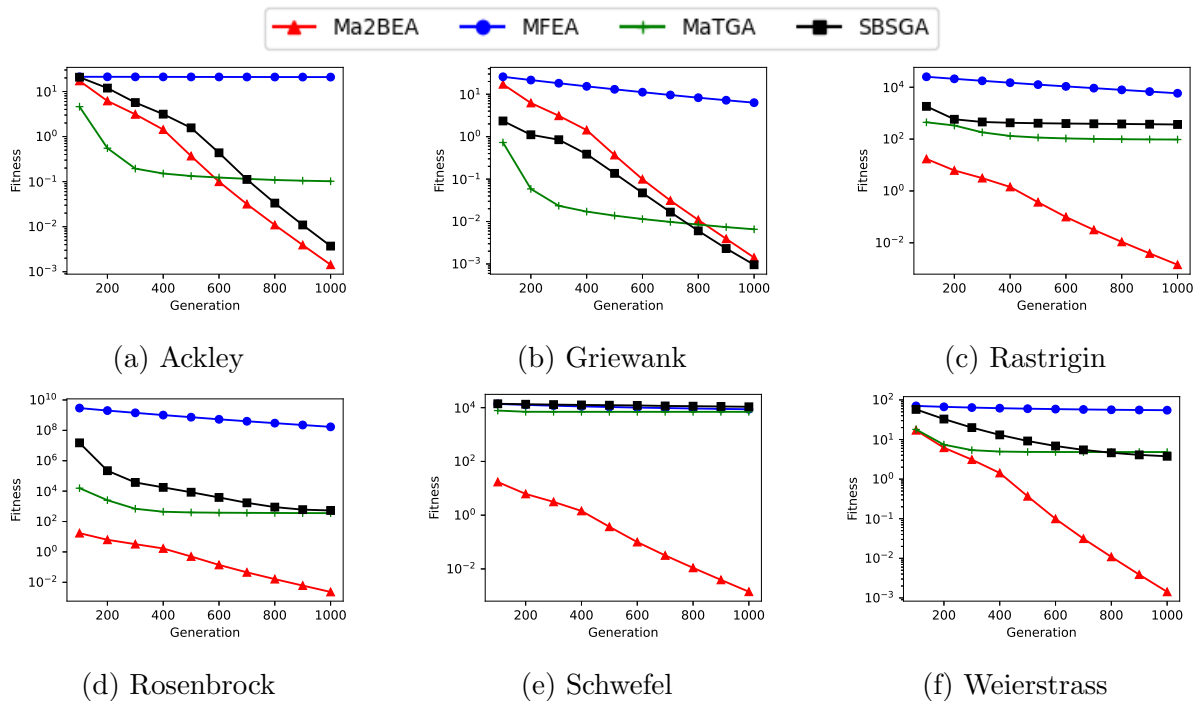 Ma2BEA MFEA MaTGA SBSGA
10^1
10^0
10^-1
10^-2
10^-3
Fitness
200 400 600 800 1000
Generation
(a) Ackley
10^1
10^0
10^-1
10^-2
10^-3
Fitness
200 400 600 800 1000
Generation
(b) Griewank
10^4
10^2
10^0
10^-2
Fitness
200 400 600 800 1000
Generation
(c) Rastrigin
10^10
10^8
10^6
10^4
10^2
10^0
10^-2
Fitness
200 400 600 800 1000
Generation
(d) Rosenbrock
10^4
10^2
10^0
10^-2
Fitness
200 400 600 800 1000
Generation
(e) Schwefel
10^2
10^1
10^0
10^-1
10^-2
10^-3
Fitness
200 400 600 800 1000
Generation
(f) Weierstrass